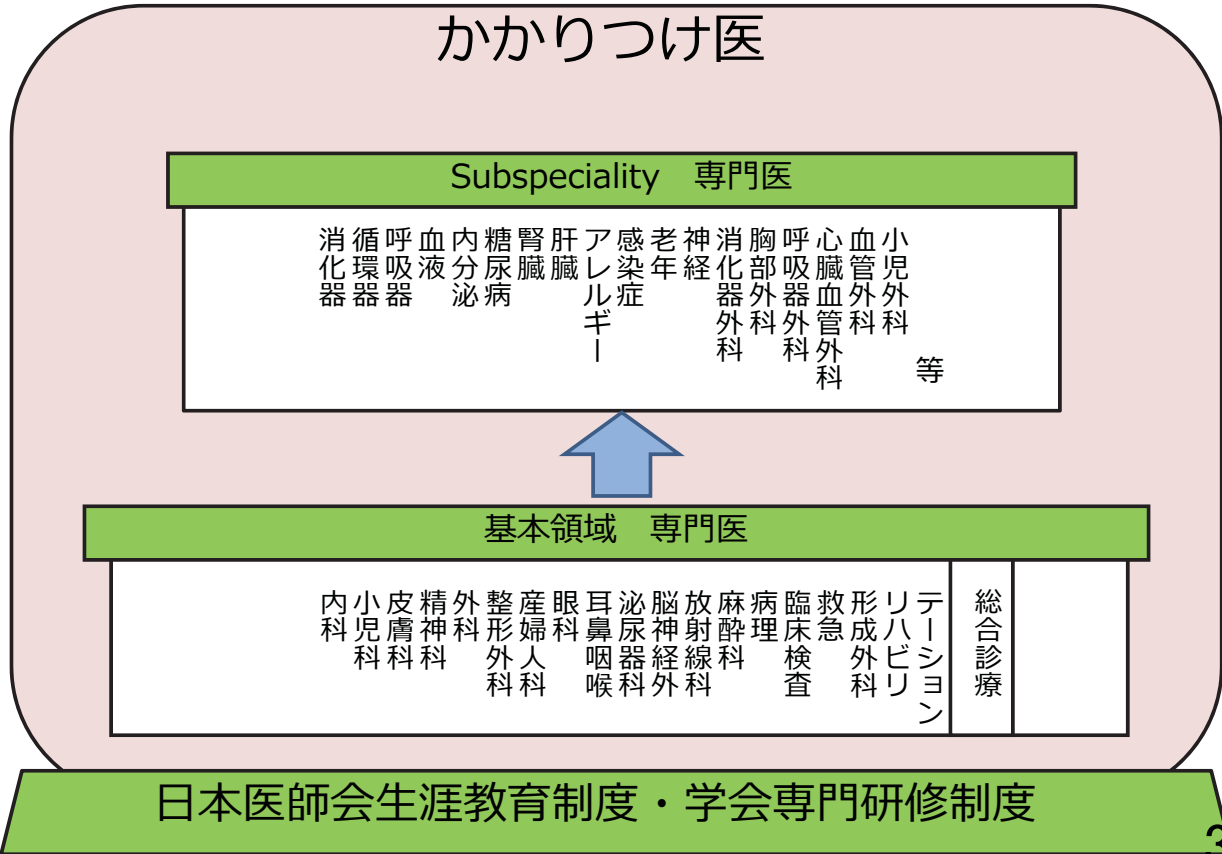 かかりつけ医
Subspeciality　専門医
消化器
循環器
呼吸器
血液
内分泌
糖尿病
腎臓
肝臓
アレルギー
感染症
老年
神経
消化器外科
胸部外科
呼吸器外科
心臓血管外科
血管外科
小児外科
等
基本領域　専門医
内科
小児科
皮膚科
精神科
外科
整形外科
産婦人科
眼科
耳鼻咽喉
泌尿器科
脳神経外
放射線科
麻酔科
病理
臨床検査
救急
形成外科
リハビリ
テーション
総合診療
日本医師会生涯教育制度・学会専門研修制度
3